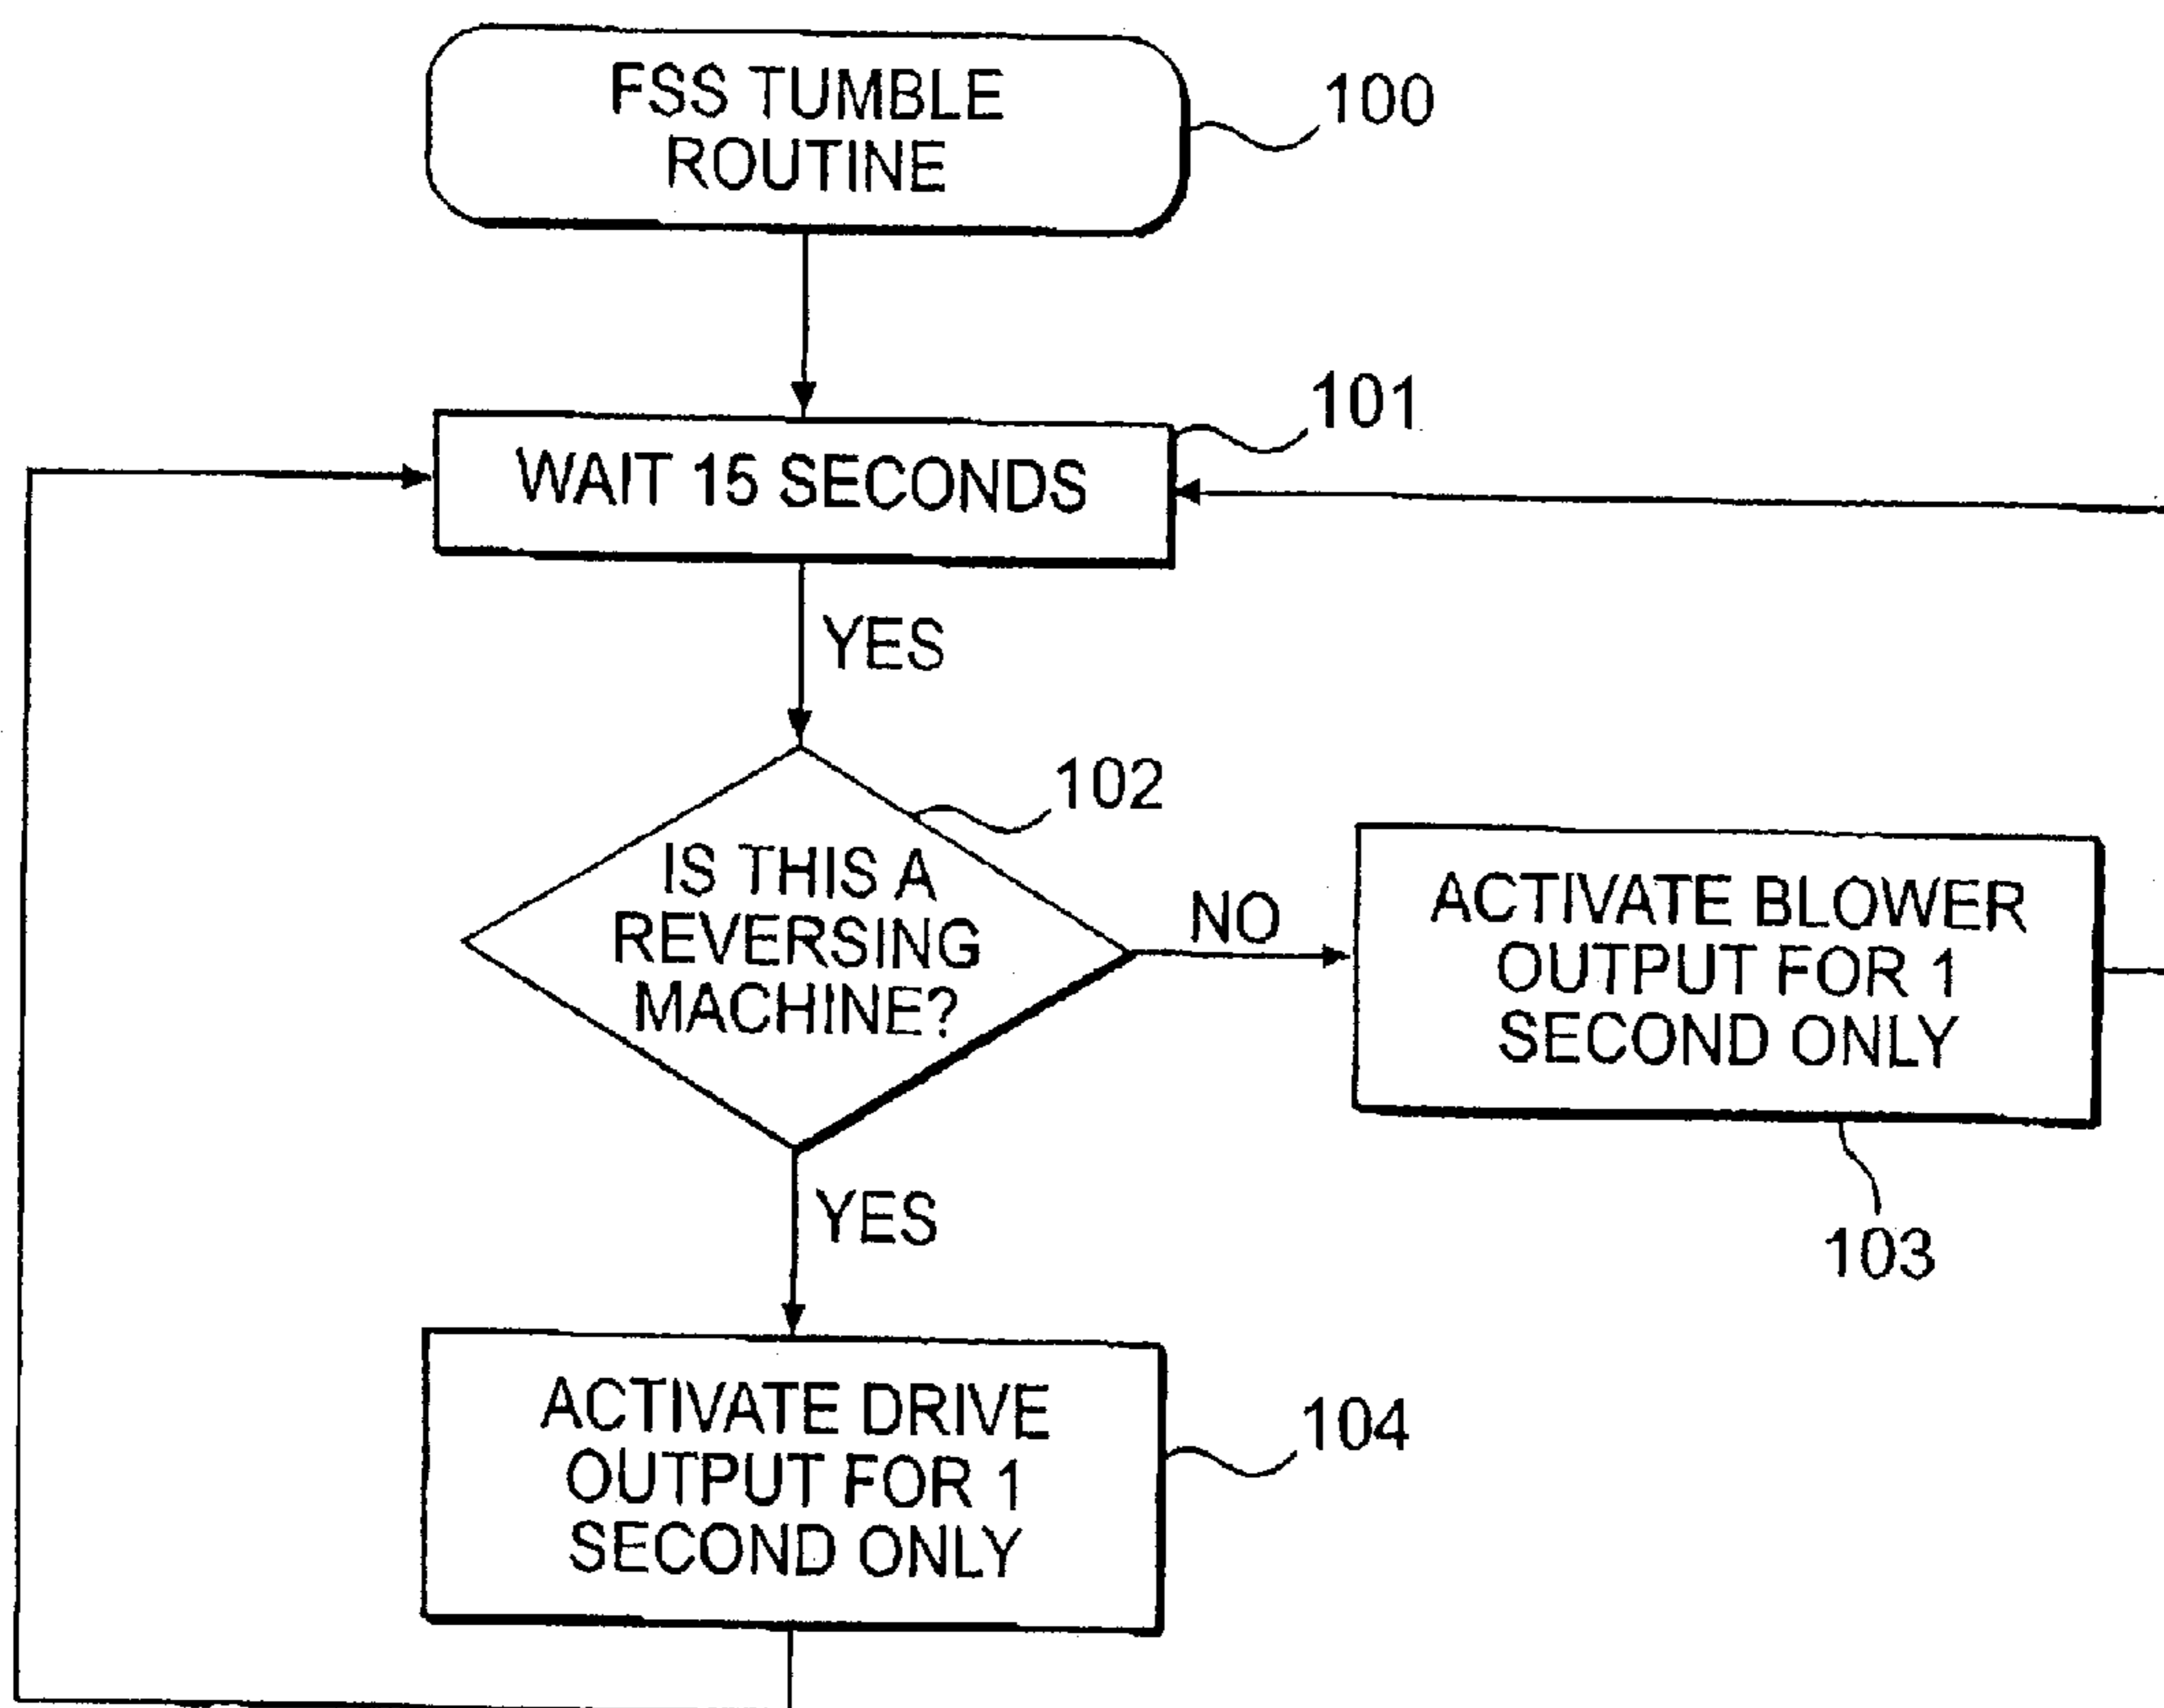 FSS TUMBLE
ROUTINE
100
101
WAIT 15 SECONDS
YES
102
IS THIS A
REVERSING
MACHINE?
NO
ACTIVATE BLOWER
OUTPUT FOR 1
SECOND ONLY
103
YES
ACTIVATE DRIVE
OUTPUT FOR 1
SECOND ONLY
104